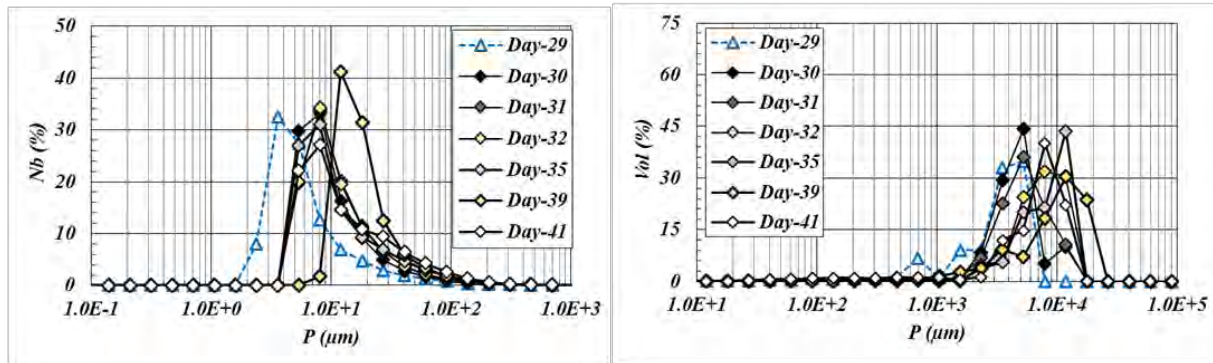 50
40
30
20
10
0
Nb (%)
1.0E-1
1.0E+0
1.0E+1
1.0E+2
1.0E+3
P (µm)
Day-29
Day-30
Day-31
Day-32
Day-35
Day-39
Day-41
75
60
45
30
15
0
Vol (%)
1.0E+1
1.0E+2
1.0E+3
1.0E+4
1.0E+5
P (µm)
Day-29
Day-30
Day-31
Day-32
Day-35
Day-39
Day-41